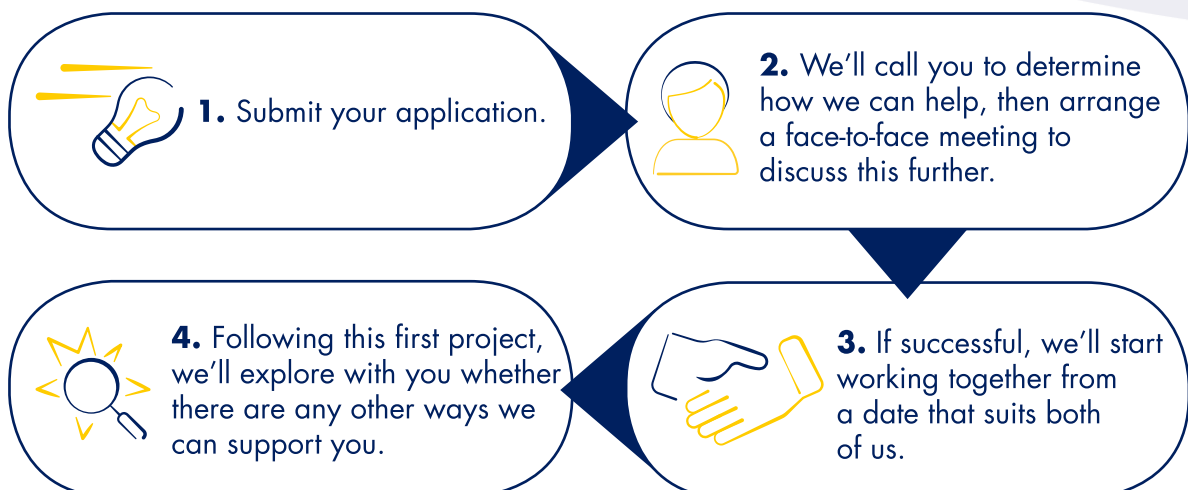 1. Submit your application.
2. We’ll call you to determine
how we can help, then arrange
a face-to-face meeting to
discuss this further.
3. If successful, we’ll start
working together from
a date that suits both
of us.
4. Following this first project,
we’ll explore with you whether
there are any other ways we
can support you.